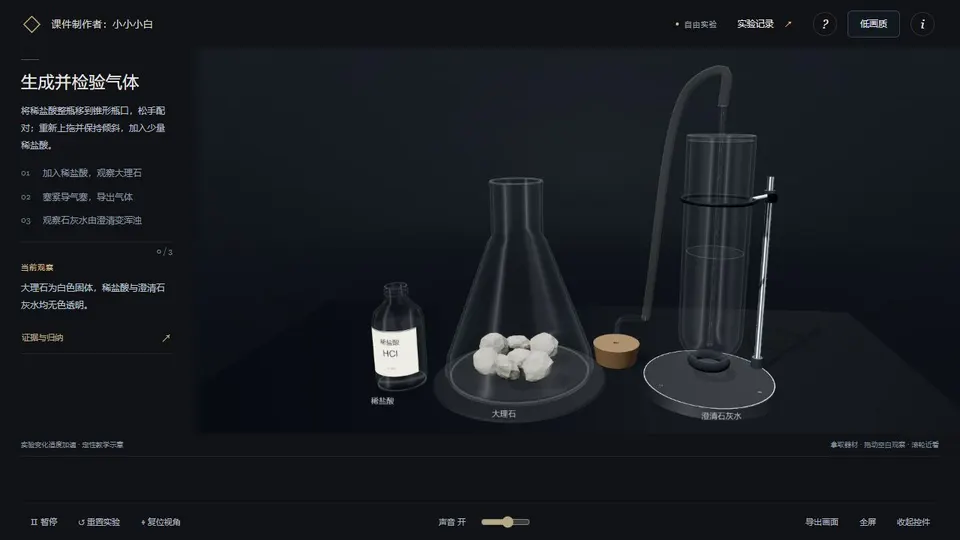 课件制作者：小小小白
自由实验
实验记录
?
低画质
i
生成并检验气体
将稀盐酸整瓶移到锥形瓶口，松手配
对；重新上拖并保持倾斜，加入少量
稀盐酸。
01 加入稀盐酸，观察大理石
02 塞紧导气塞，导出气体
03 观察石灰水由澄清变浑浊
0 / 3
当前观察
大理石为白色固体，稀盐酸与澄清石
灰水均无色透明。
证据与归纳
稀盐酸
HCl
稀盐酸
大理石
澄清石灰水
实验变化适度加速 · 定性教学示意
拿取器材 · 拖动空白观察 · 滚轮近看
暂停
重置实验
复位视角
声音 开
导出画面
全屏
收起控件